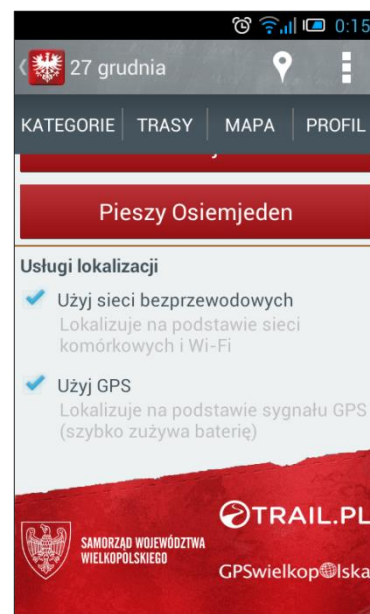 0:15
27 grudnia
KATEGORIE TRASY MAPA PROFIL
Pieszy Osiemjeden
Usługi lokalizacji
Użyj sieci bezprzewodowych
Lokalizuje na podstawie sieci
komórkowych i Wi-Fi
Użyj GPS
Lokalizuje na podstawie sygnału GPS
(szybko zużywa baterię)
TRAIL.PL
SAMORZĄD WOJEWÓDZTWA
WIELKOPOLSKIEGO
GPSwielkopolska